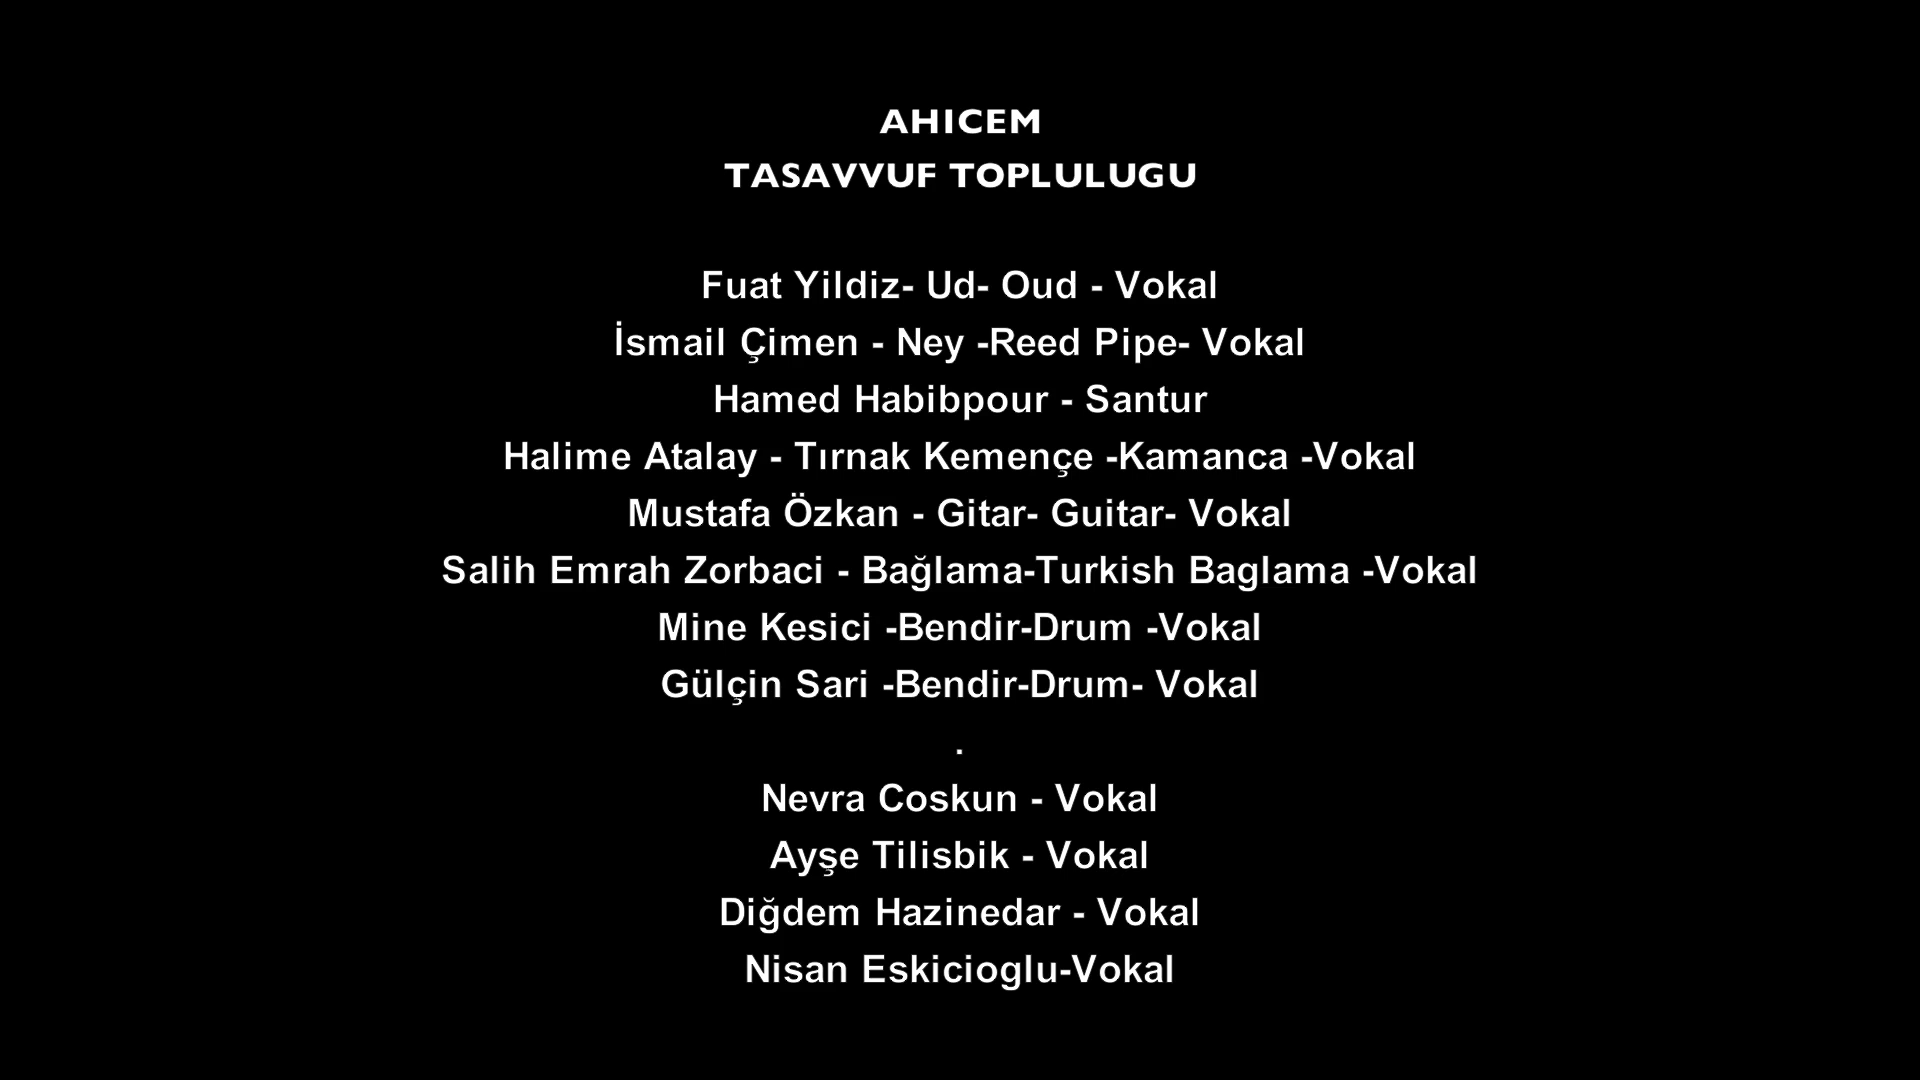 AHICEM
TASAVVUF TOPLULUGU
Fuat Yildiz- Ud- Oud - Vokal
İsmail Çimen - Ney -Reed Pipe- Vokal
Hamed Habibpour - Santur
Halime Atalay - Tırnak Kemençe -Kamanca -Vokal
Mustafa Özkan - Gitar- Guitar- Vokal
Salih Emrah Zorbaci - Bağlama-Turkish Baglama -Vokal
Mine Kesici -Bendir-Drum -Vokal
Gülçin Sari -Bendir-Drum- Vokal
.
Nevra Coskun - Vokal
Ayşe Tilisbik - Vokal
Diğdem Hazinedar - Vokal
Nisan Eskicioglu-Vokal